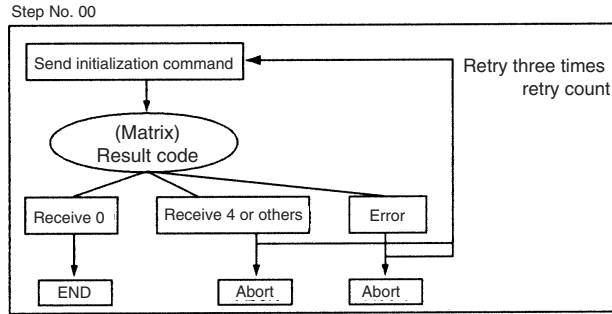 Step No. 00
Send initialization command
Retry three times
retry count
(Matrix)
Result code
Receive 0
Receive 4 or others
Error
END
Abort
Abort